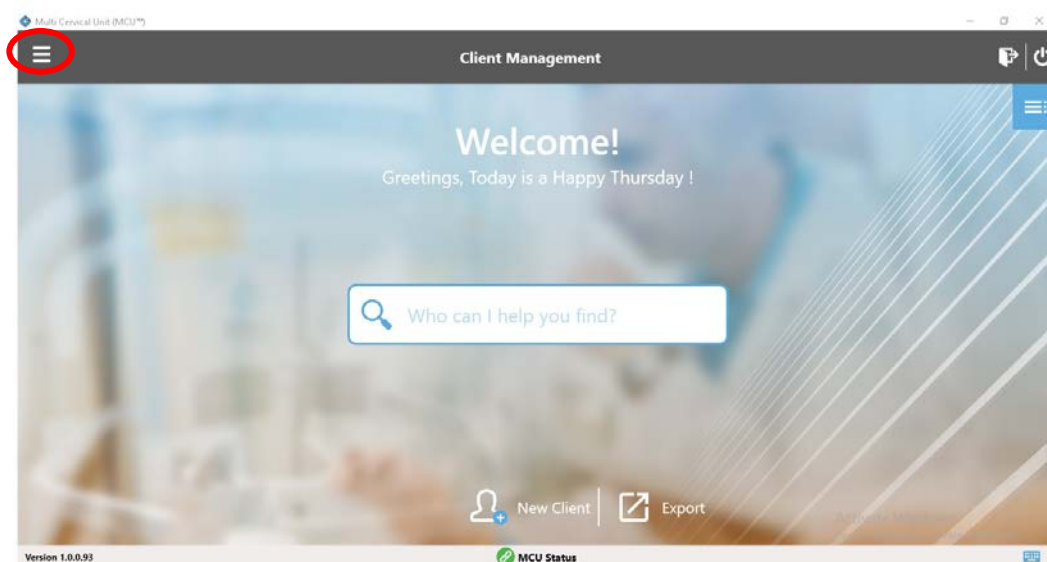 Multi Cervical Unit (MCU™)
Client Management
Welcome!
Greetings, Today is a Happy Thursday !
Who can I help you find?
New Client
Export
Version 1.0.0.93
MCU Status